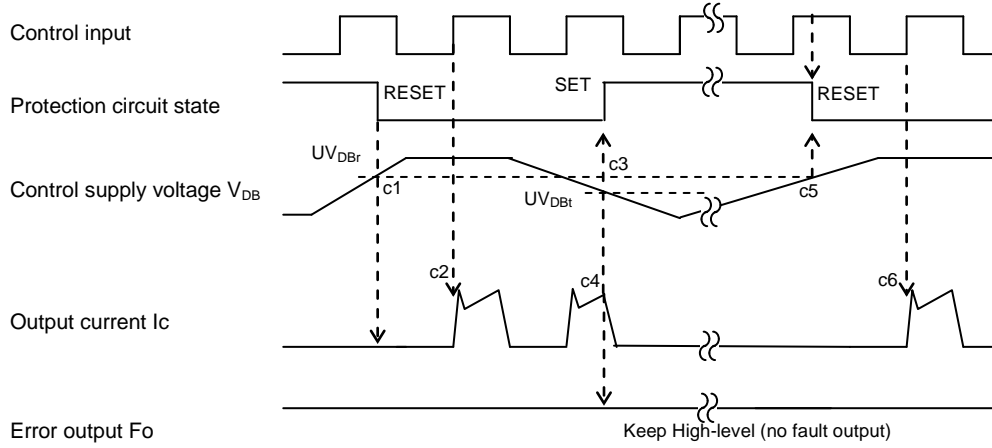 Control input
RESET
SET
RESET
Protection circuit state
UVDBr
c3
c1
c5
Control supply voltage VDB
UVDBt
c2
c4
c6
Output current Ic
Error output Fo
Keep High-level (no fault output)